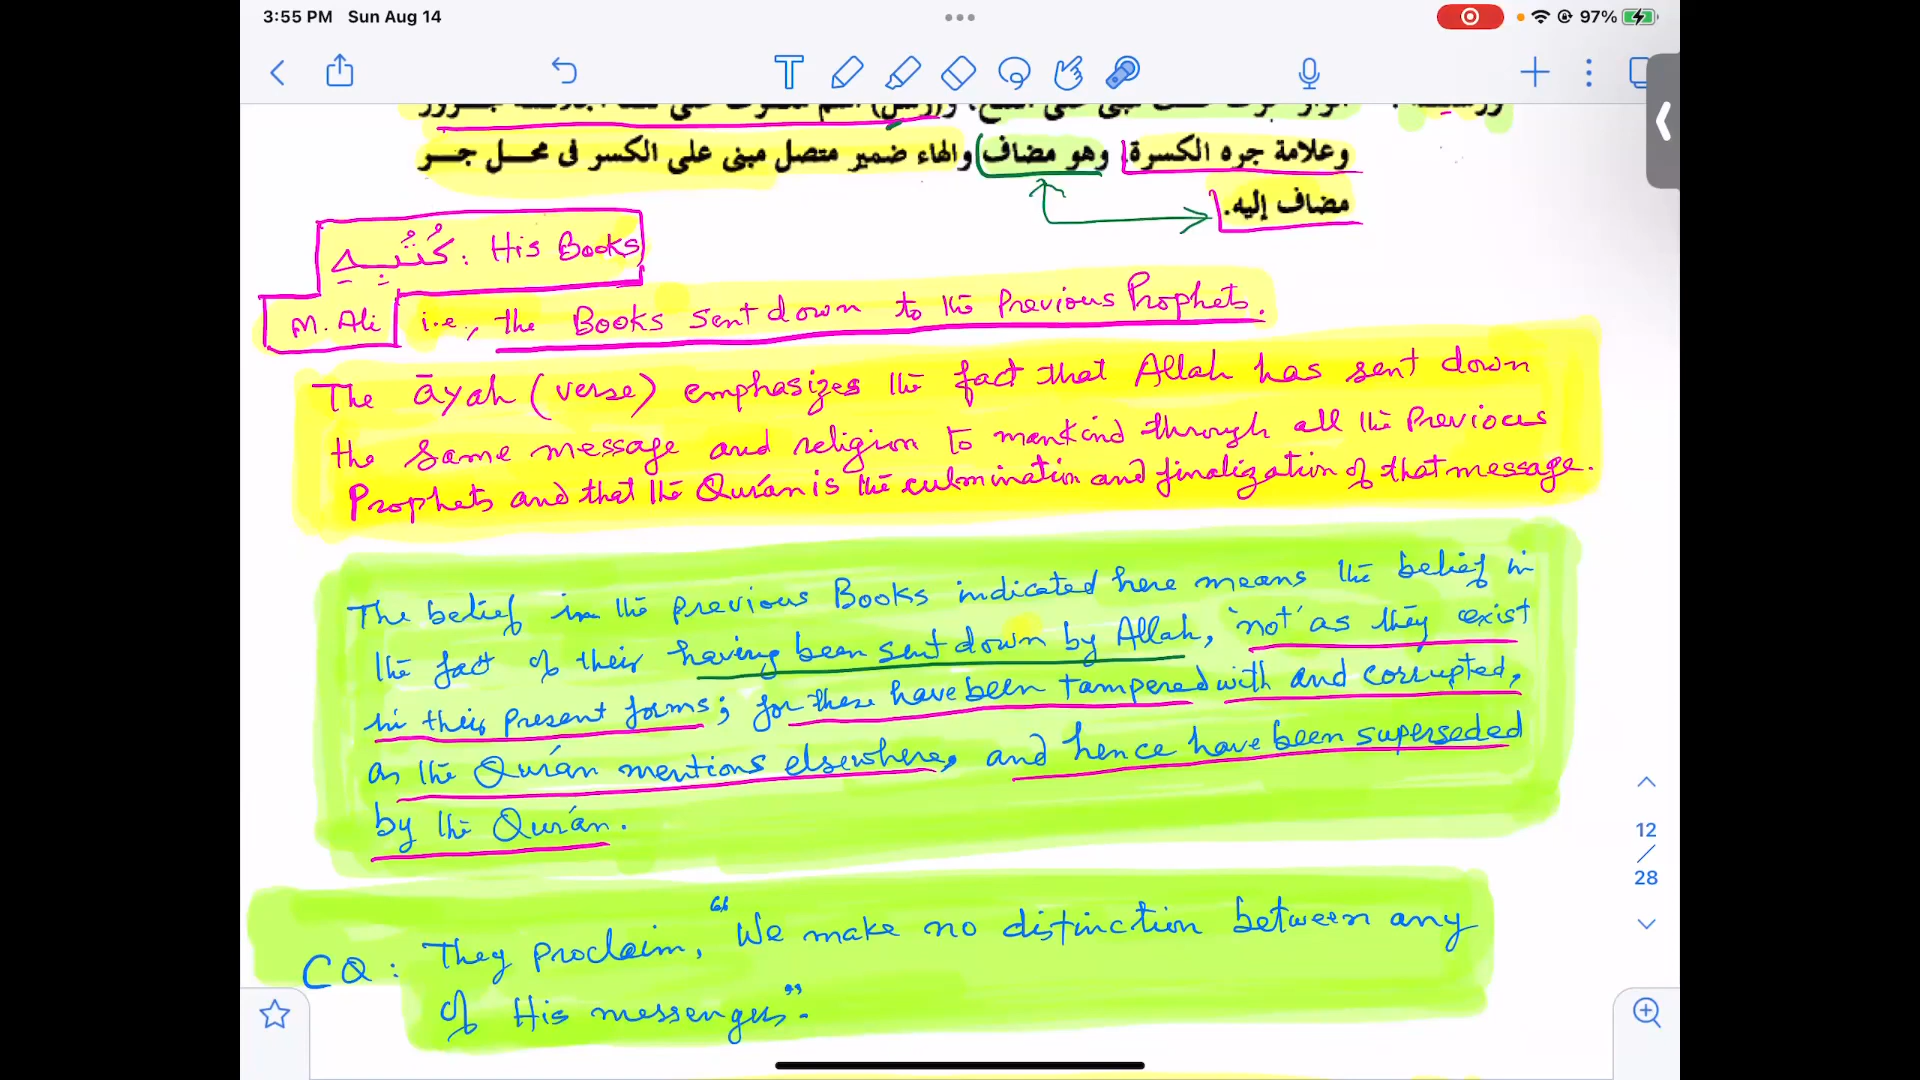 3:55 PM Sun Aug 14
97%
وعلامة جره الكسرة، وهو مضاف والهاء ضمير متصل مبنى على الكسر فى محل جر
مضاف إليه.
كُتُبِهِ : His Books
M. Ali i.e., the Books sent down to the Previous Prophets.
The āyah (verse) emphasizes the fact that Allah has sent down
the same message and religion to mankind through all the Previous
Prophets and that the Qur'an is the culmination and finalization of that message.
The belief in the previous Books indicated here means the belief in
the fact of their having been sent down by Allah, 'not' as they exist
in their present forms; for these have been tampered with and corrupted,
as the Qur'an mentions elsewhere, and hence have been superseded
by the Qur'an.
CQ: They proclaim, "We make no distinction between any
of His messengers".
12
/
28